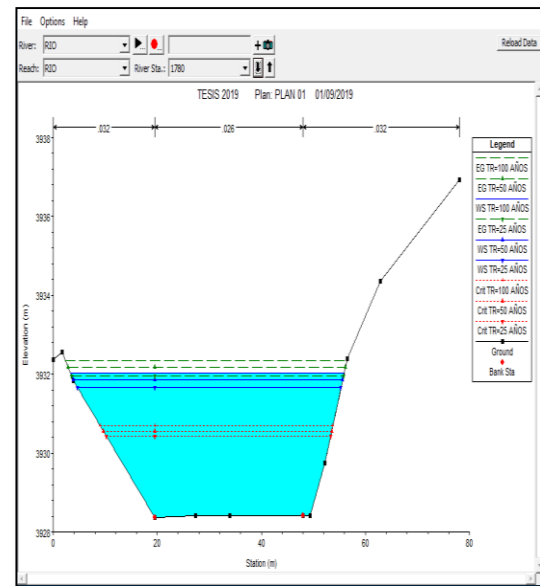 File Options Help
River: RIO
Reload Data
Reach: RIO River Sta.: 1780
TESIS 2019 Plan: PLAN 01 01/09/2019
.032 .026 .032
Legend
EG TR=100 AÑOS
EG TR=50 AÑOS
WS TR=100 AÑOS
EG TR=25 AÑOS
WS TR=50 AÑOS
WS TR=25 AÑOS
Crit TR=100 AÑOS
Crit TR=50 AÑOS
Crit TR=25 AÑOS
Ground
Bank Sta
Elevation (m)
3938
3936
3934
3932
3930
3928
0 20 40 60 80
Station (m)